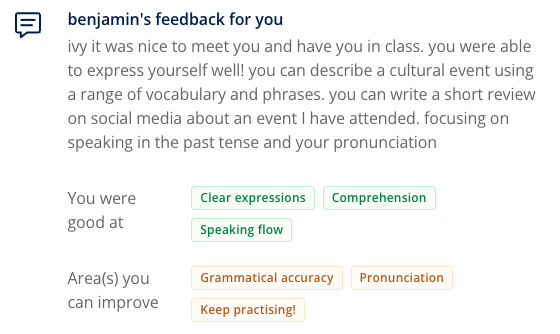 benjamin's feedback for you
ivy it was nice to meet you and have you in class. you were able
to express yourself well! you can describe a cultural event using
a range of vocabulary and phrases. you can write a short review
on social media about an event I have attended. focusing on
speaking in the past tense and your pronunciation
You were
good at
Clear expressions
Comprehension
Speaking flow
Area(s) you
can improve
Grammatical accuracy
Pronunciation
Keep practising!